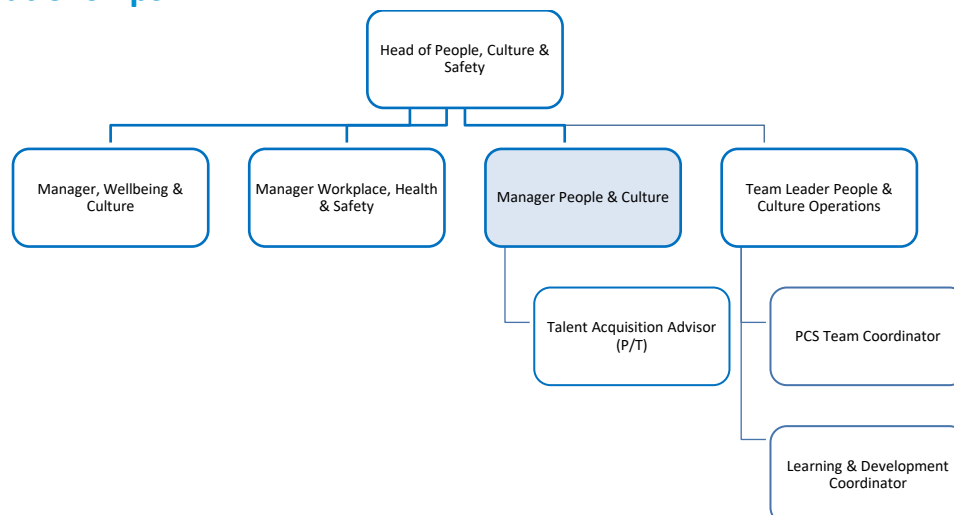 Head of People, Culture &
Safety
Manager, Wellbeing &
Culture
Manager Workplace, Health
& Safety
Manager People & Culture
Team Leader People &
Culture Operations
Talent Acquisition Advisor
(P/T)
PCS Team Coordinator
Learning & Development
Coordinator